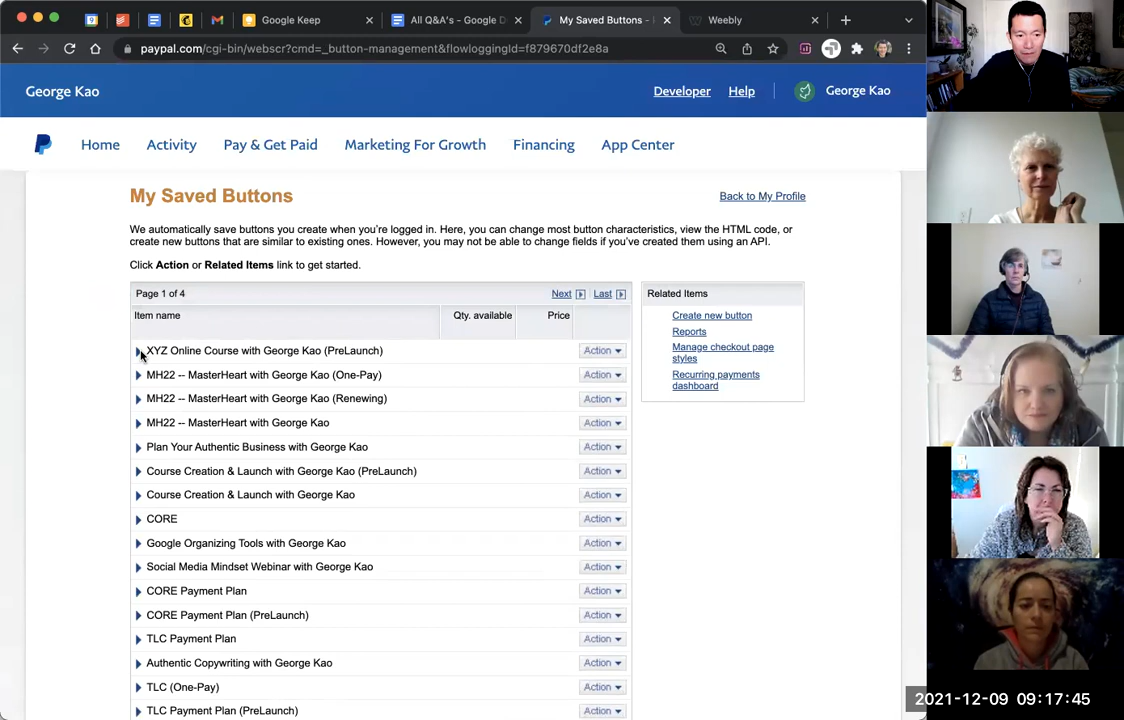 Google Keep
All Q&A's - Google D
My Saved Buttons -
Weebly
paypal.com/cgi-bin/webscr?cmd=_button-management&flowloggingId=f879670df2e8a
George Kao
Developer
Help
George Kao
Home
Activity
Pay & Get Paid
Marketing For Growth
Financing
App Center
My Saved Buttons
Back to My Profile
We automatically save buttons you create when you're logged in. Here, you can change most button characteristics, view the HTML code, or
create new buttons that are similar to existing ones. However, you may not be able to change fields if you've created them using an API.
Click Action or Related Items link to get started.
Page 1 of 4
Next
Last
Item name
Qty. available
Price
XYZ Online Course with George Kao (PreLaunch)
Action
MH22 -- MasterHeart with George Kao (One-Pay)
Action
MH22 -- MasterHeart with George Kao (Renewing)
Action
MH22 -- MasterHeart with George Kao
Action
Plan Your Authentic Business with George Kao
Action
Course Creation & Launch with George Kao (PreLaunch)
Action
Course Creation & Launch with George Kao
Action
CORE
Action
Google Organizing Tools with George Kao
Action
Social Media Mindset Webinar with George Kao
Action
CORE Payment Plan
Action
CORE Payment Plan (PreLaunch)
Action
TLC Payment Plan
Action
Authentic Copywriting with George Kao
Action
TLC (One-Pay)
Action
TLC Payment Plan (PreLaunch)
Action
Related Items
Create new button
Reports
Manage checkout page
styles
Recurring payments
dashboard
2021-12-09 09:17:45